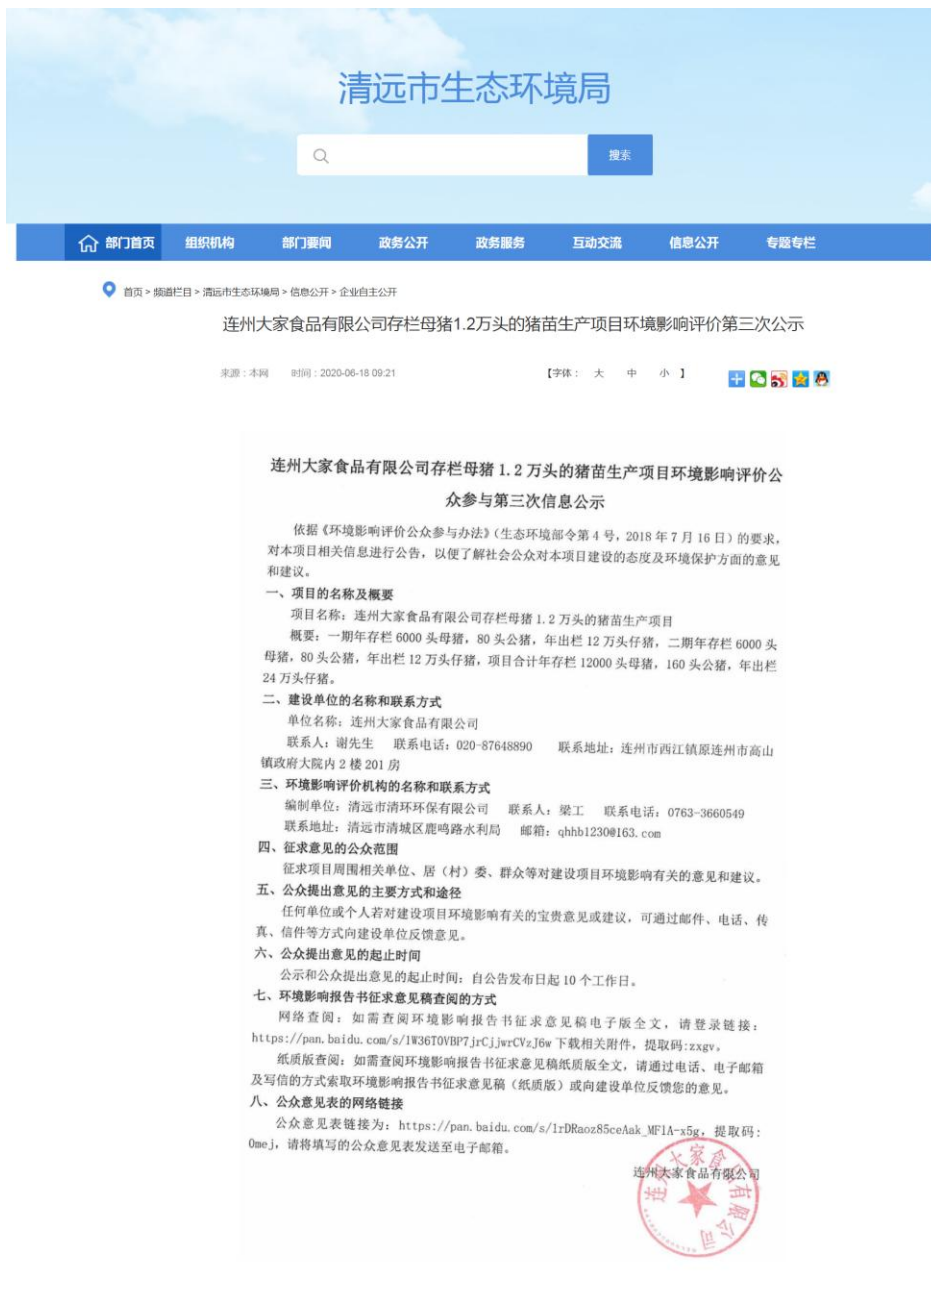 清远市生态环境局
搜索
部门首页 组织机构 部门要闻 政务公开 政务服务 互动交流 信息公开 专题专栏
首页 > 频道栏目 > 清远市生态环境局 > 信息公开 > 企业自主公开
连州大家食品有限公司存栏母猪1.2万头的猪苗生产项目环境影响评价第三次公示
来源：本网 时间：2020-06-18 09:21 【字体： 大 中 小 】
连州大家食品有限公司存栏母猪 1.2 万头的猪苗生产项目环境影响评价公
众参与第三次信息公示
依据《环境影响评价公众参与办法》（生态环境部令第 4 号，2018 年 7 月 16 日）的要求，
对本项目相关信息进行公告，以便了解社会公众对本项目建设的态度及环境保护方面的意见
和建议。
一、项目的名称及概要
项目名称：连州大家食品有限公司存栏母猪 1.2 万头的猪苗生产项目
概要：一期年存栏 6000 头母猪，80 头公猪，年出栏 12 万头仔猪，二期年存栏 6000 头
母猪，80 头公猪，年出栏 12 万头仔猪，项目合计年存栏 12000 头母猪，160 头公猪，年出栏
24 万头仔猪。
二、建设单位的名称和联系方式
单位名称：连州大家食品有限公司
联系人：谢先生 联系电话：020-87648890 联系地址：连州市西江镇原连州市高山
镇政府大院内 2 楼 201 房
三、环境影响评价机构的名称和联系方式
编制单位：清远市清环环保有限公司 联系人：梁工 联系电话：0763-3660549
联系地址：清远市清城区鹿鸣路水利局 邮箱：qhhb1230@163.com
四、征求意见的公众范围
征求项目周围相关单位、居（村）委、群众等对建设项目环境影响有关的意见和建议。
五、公众提出意见的主要方式和途径
任何单位或个人若对建设项目环境影响有关的宝贵意见或建议，可通过邮件、电话、传
真、信件等方式向建设单位反馈意见。
六、公众提出意见的起止时间
公示和公众提出意见的起止时间：自公告发布日起 10 个工作日。
七、环境影响报告书征求意见稿查阅的方式
网络查阅：如需查阅环境影响报告书征求意见稿电子版全文，请登录链接：
https://pan.baidu.com/s/1W36TOVBP7jrCjjwrCVzJ6w 下载相关附件，提取码:zxgv。
纸质版查阅：如需查阅环境影响报告书征求意见稿纸质版全文，请通过电话、电子邮箱
及写信的方式索取环境影响报告书征求意见稿（纸质版）或向建设单位反馈您的意见。
八、公众意见表的网络链接
公众意见表链接为：https://pan.baidu.com/s/1rDRaoz85ceAak_MF1A-x5g，提取码：
0mej，请将填写的公众意见表发送至电子邮箱。
连州大家食品有限公司
连州大家食品有限公司